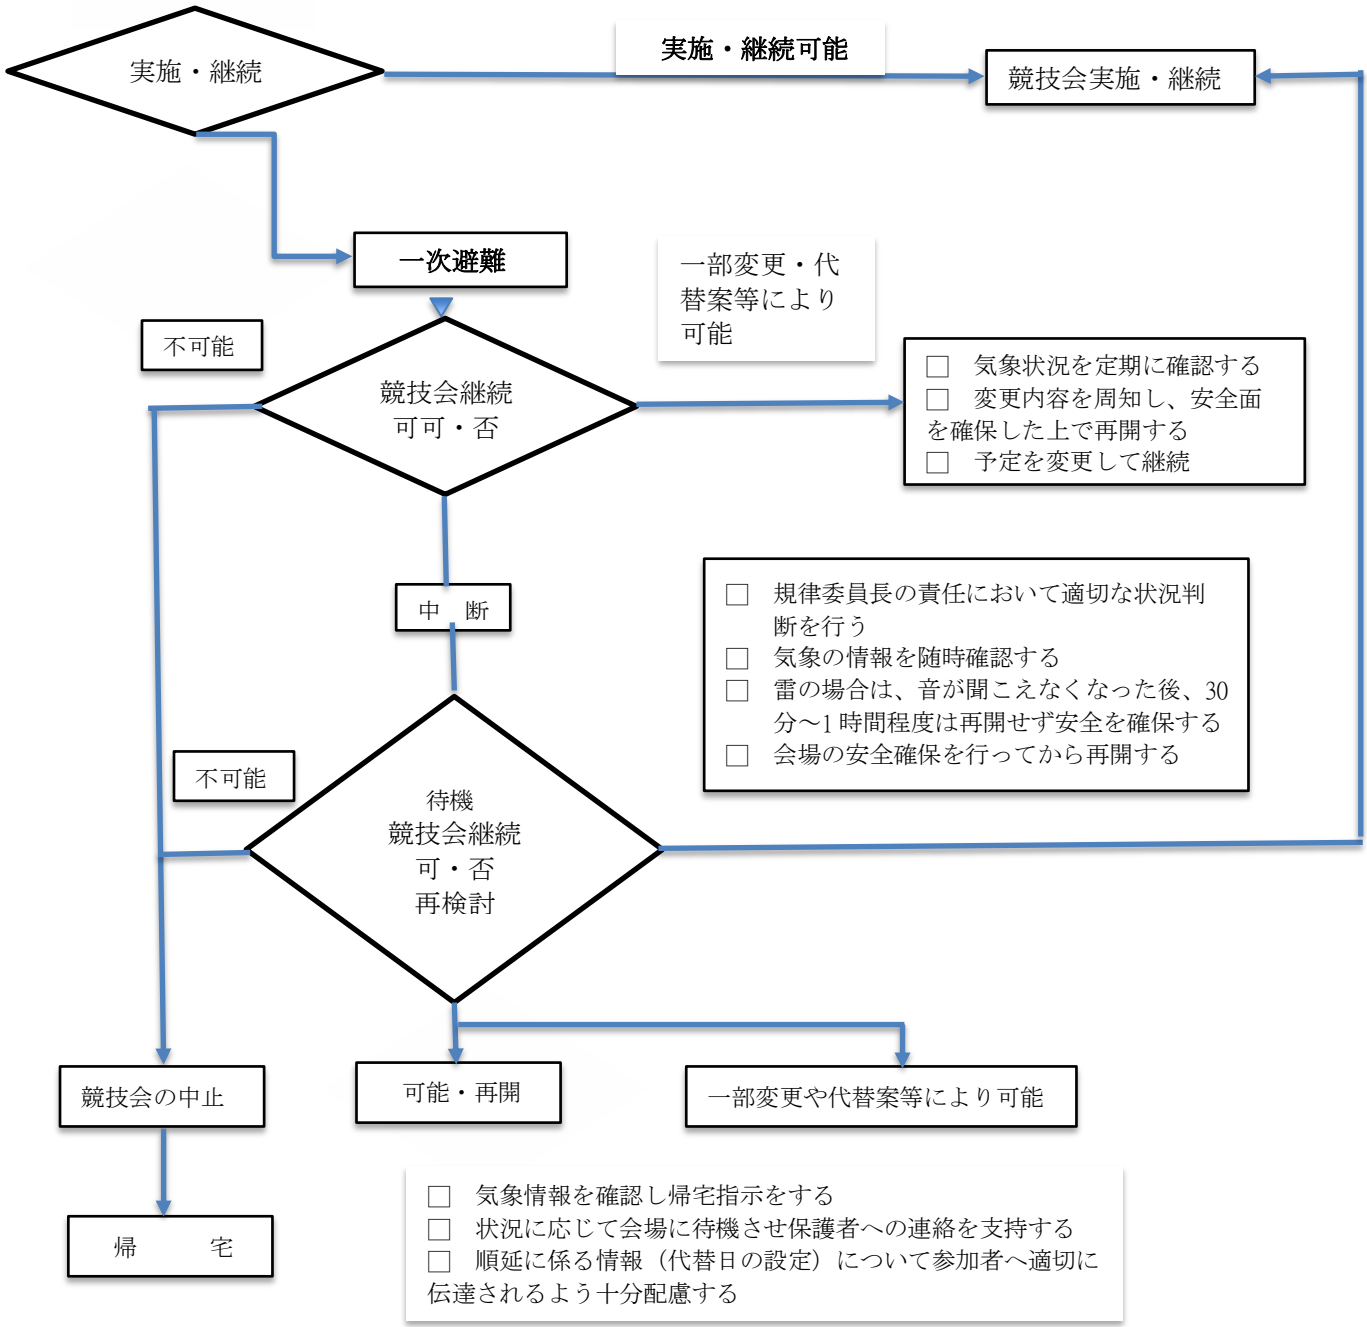 実施・継続
実施・継続可能
競技会実施・継続
一次避難
一部変更・代
替案等により
可能
不可能
競技会継続
可可・否
□ 気象状況を定期に確認する
□ 変更内容を周知し、安全面
を確保した上で再開する
□ 予定を変更して継続
中 断
□ 規律委員長の責任において適切な状況判
断を行う
□ 気象の情報を随時確認する
□ 雷の場合は、音が聞こえなくなった後、30
分～1時間程度は再開せず安全を確保する
□ 会場の安全確保を行ってから再開する
不可能
待機
競技会継続
可・否
再検討
競技会の中止
可能・再開
一部変更や代替案等により可能
□ 気象情報を確認し帰宅指示をする
□ 状況に応じて会場に待機させ保護者への連絡を支持する
□ 順延に係る情報（代替日の設定）について参加者へ適切に
伝達されるよう十分配慮する
帰 宅